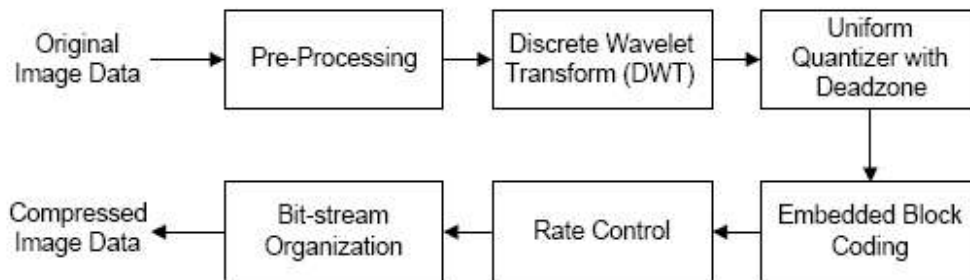 Original
Image Data
Pre-Processing
Discrete Wavelet
Transform (DWT)
Uniform
Quantizer with
Deadzone
Compressed
Image Data
Bit-stream
Organization
Rate Control
Embedded Block
Coding